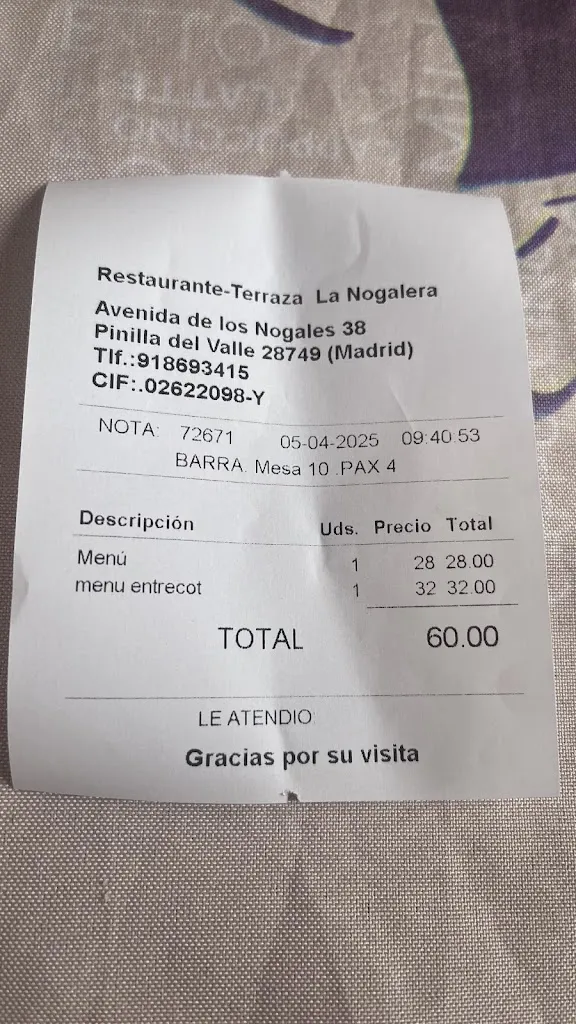 Restaurante-Terraza La Nogalera
Avenida de los Nogales 38
Pinilla del Valle 28749 (Madrid)
Tlf.:918693415
CIF:.02622098-Y
NOTA: 72671 05-04-2025 09:40:53
BARRA. Mesa 10 .PAX 4
Descripción Uds. Precio Total
Menú 1 28 28.00
menu entrecot 1 32 32.00
TOTAL 60.00
LE ATENDIO:
Gracias por su visita